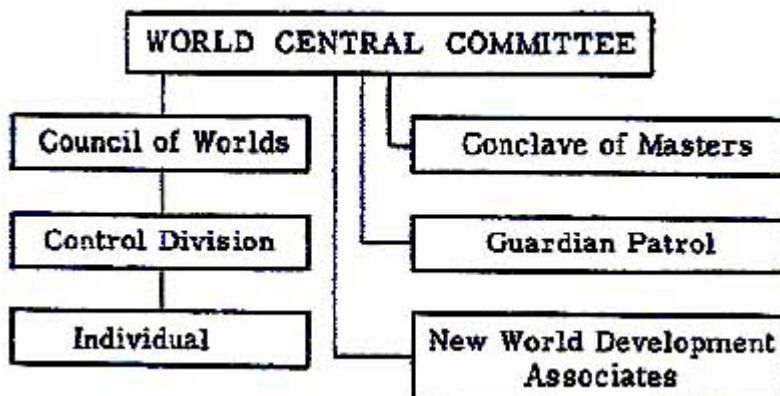 WORLD CENTRAL COMMITTEE
Council of Worlds
Conclave of Masters
Control Division
Guardian Patrol
Individual
New World Development
Associates